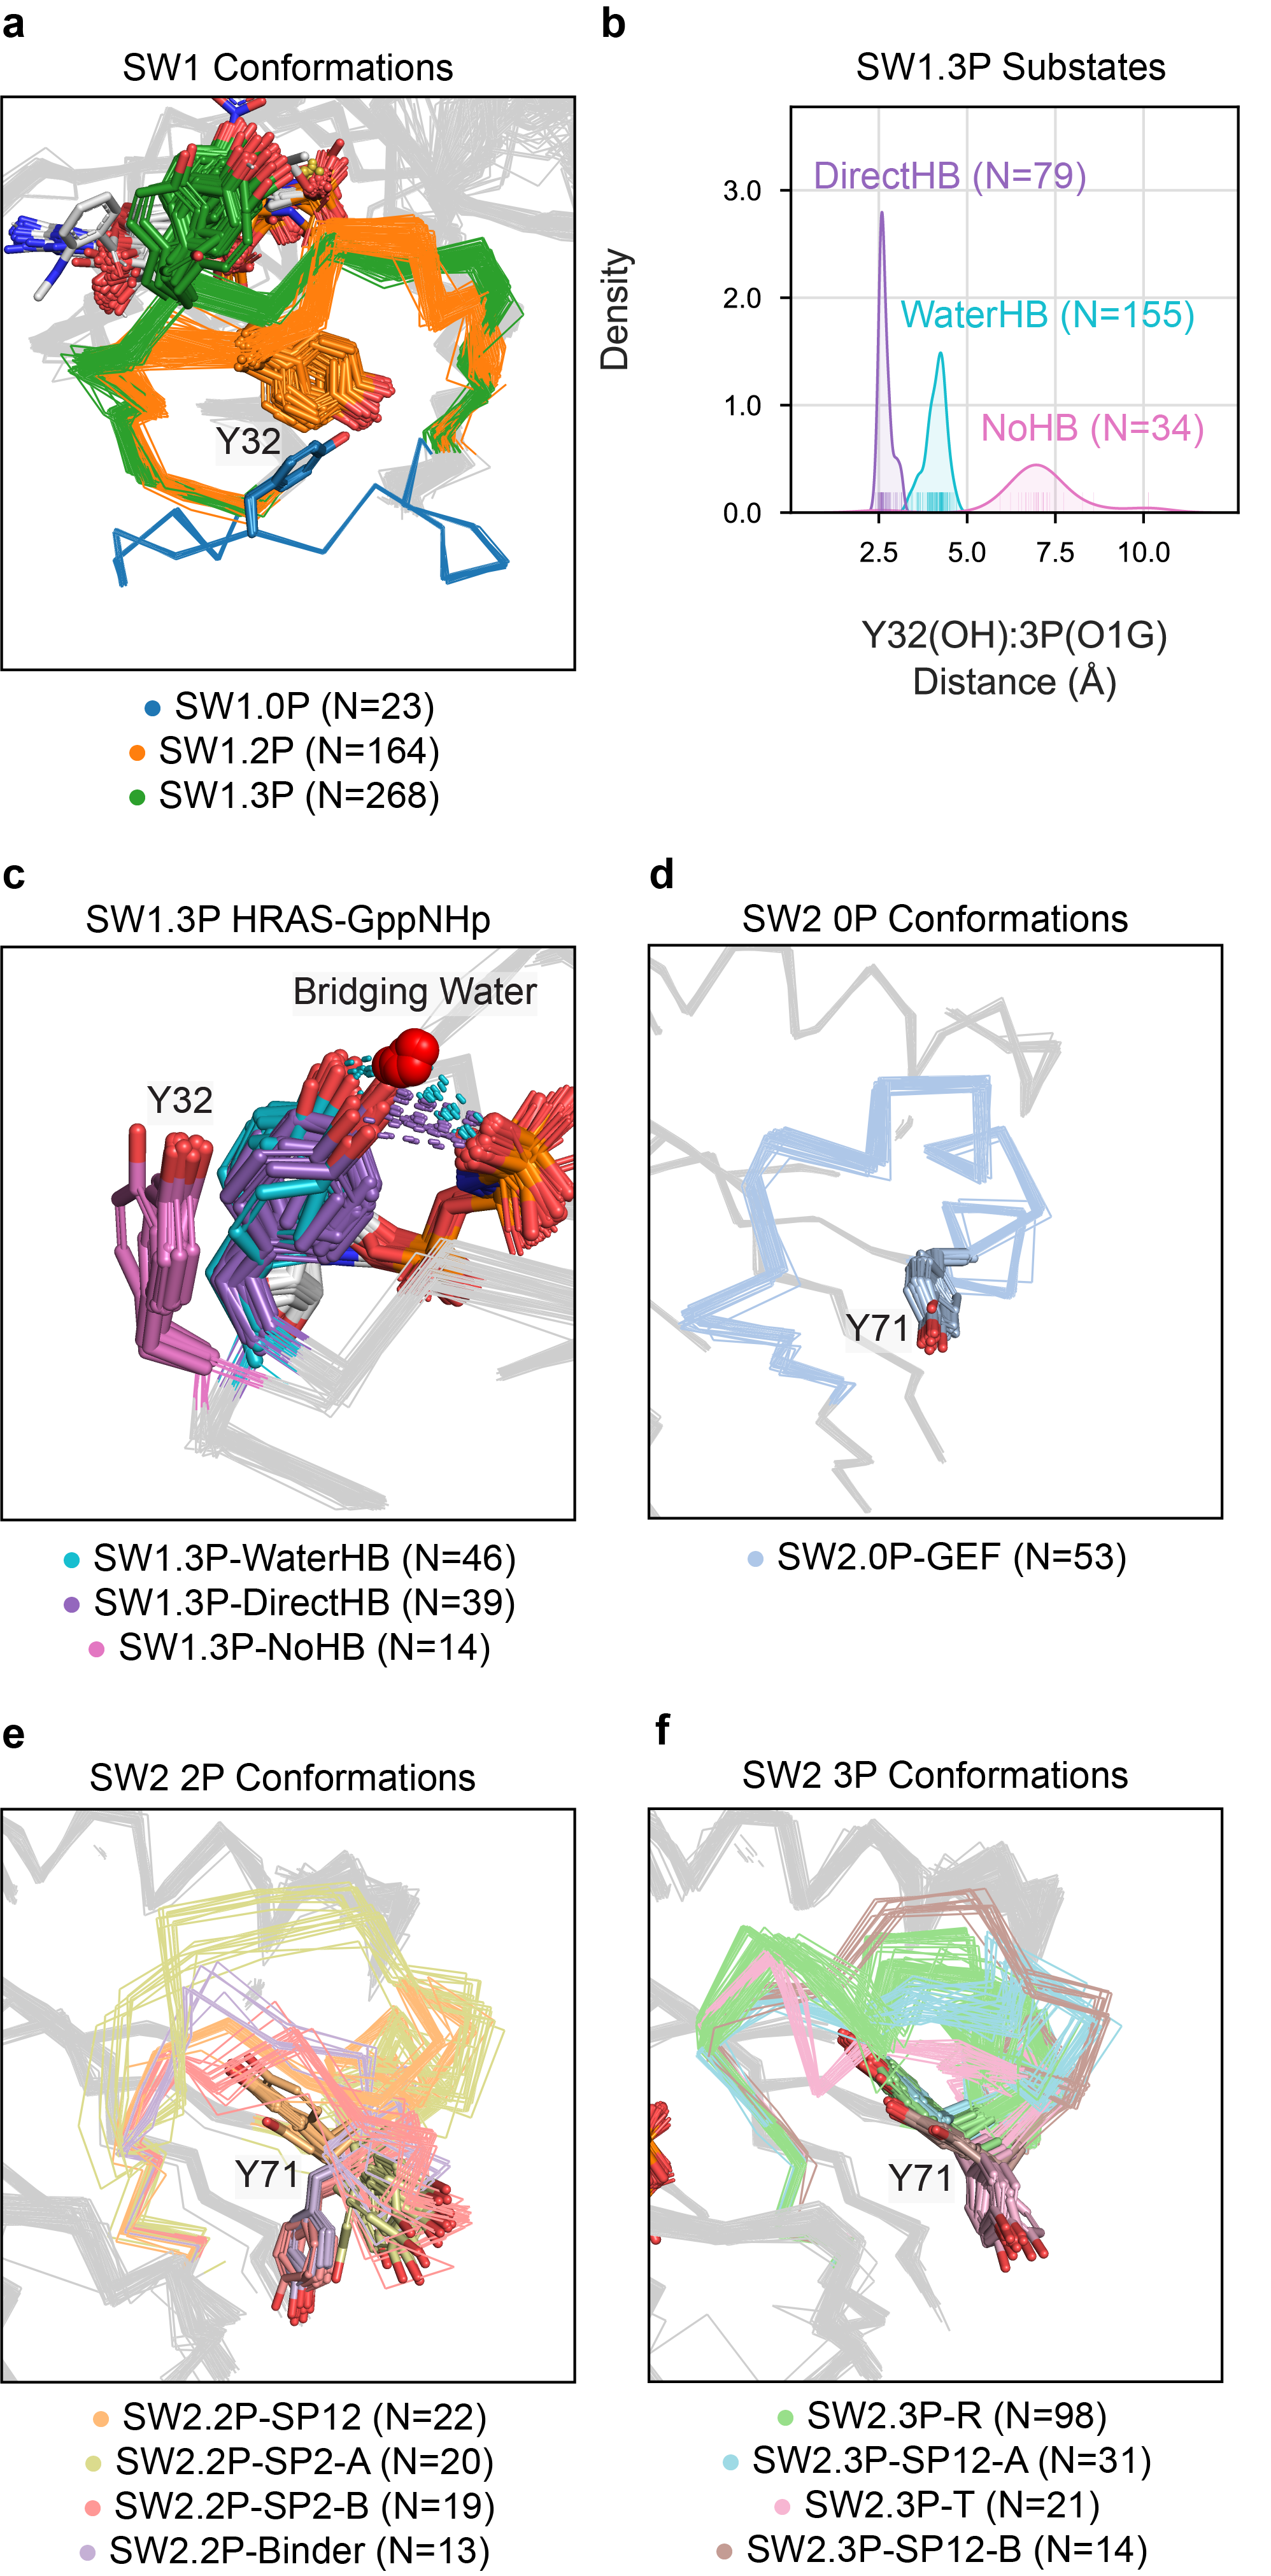 a
SW1 Conformations
Y32
SW1.0P (N=23)
SW1.2P (N=164)
SW1.3P (N=268)
b
SW1.3P Substates
Density
3.0
2.0
1.0
0.0
DirectHB (N=79)
WaterHB (N=155)
NoHB (N=34)
2.5 5.0 7.5 10.0
Y32(OH):3P(O1G)
Distance (Å)
c
SW1.3P HRAS-GppNHp
Bridging Water
Y32
SW1.3P-WaterHB (N=46)
SW1.3P-DirectHB (N=39)
SW1.3P-NoHB (N=14)
d
SW2 0P Conformations
Y71
SW2.0P-GEF (N=53)
e
SW2 2P Conformations
Y71
SW2.2P-SP12 (N=22)
SW2.2P-SP2-A (N=20)
SW2.2P-SP2-B (N=19)
SW2.2P-Binder (N=13)
f
SW2 3P Conformations
Y71
SW2.3P-R (N=98)
SW2.3P-SP12-A (N=31)
SW2.3P-T (N=21)
SW2.3P-SP12-B (N=14)